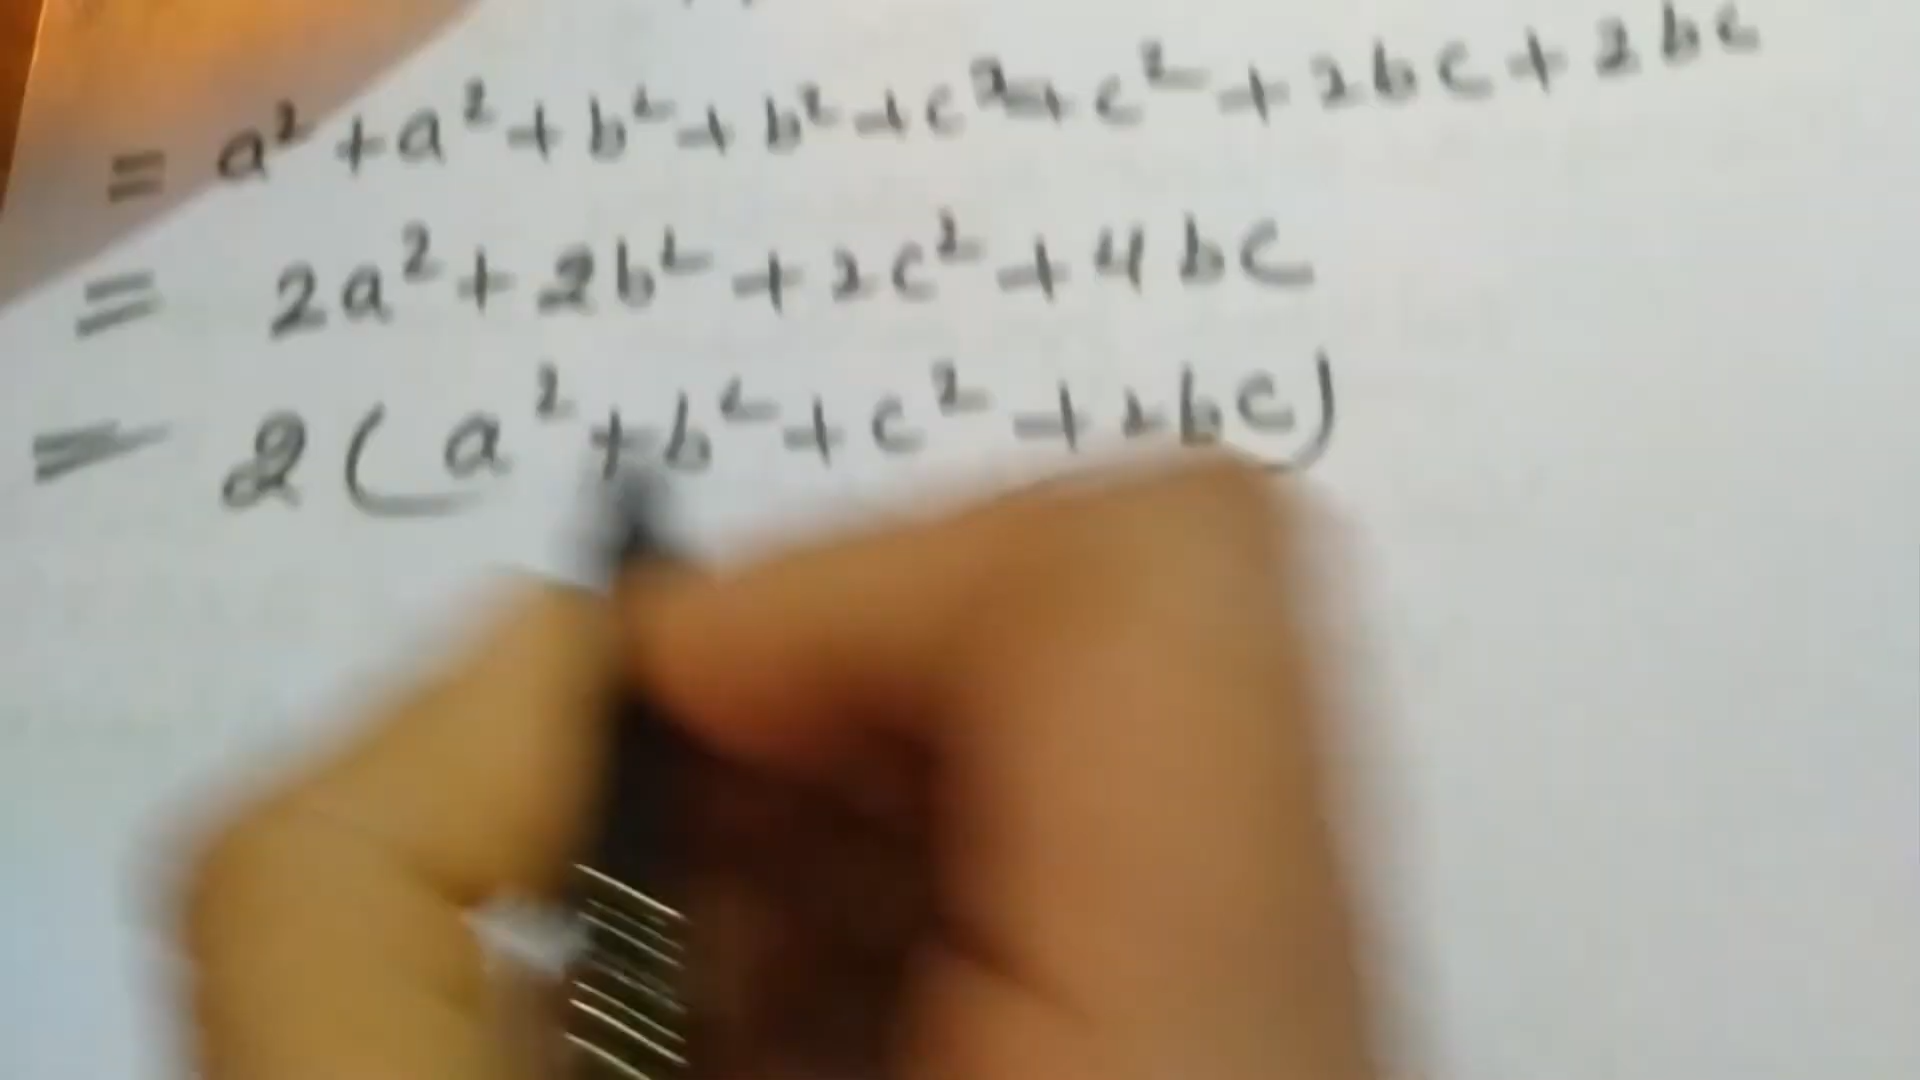 = a² + a² + b² + b² + c² + c² + 2bc + 2bc
= 2a² + 2b² + 2c² + 4bc
= 2(a² + b² + c² + 2bc)